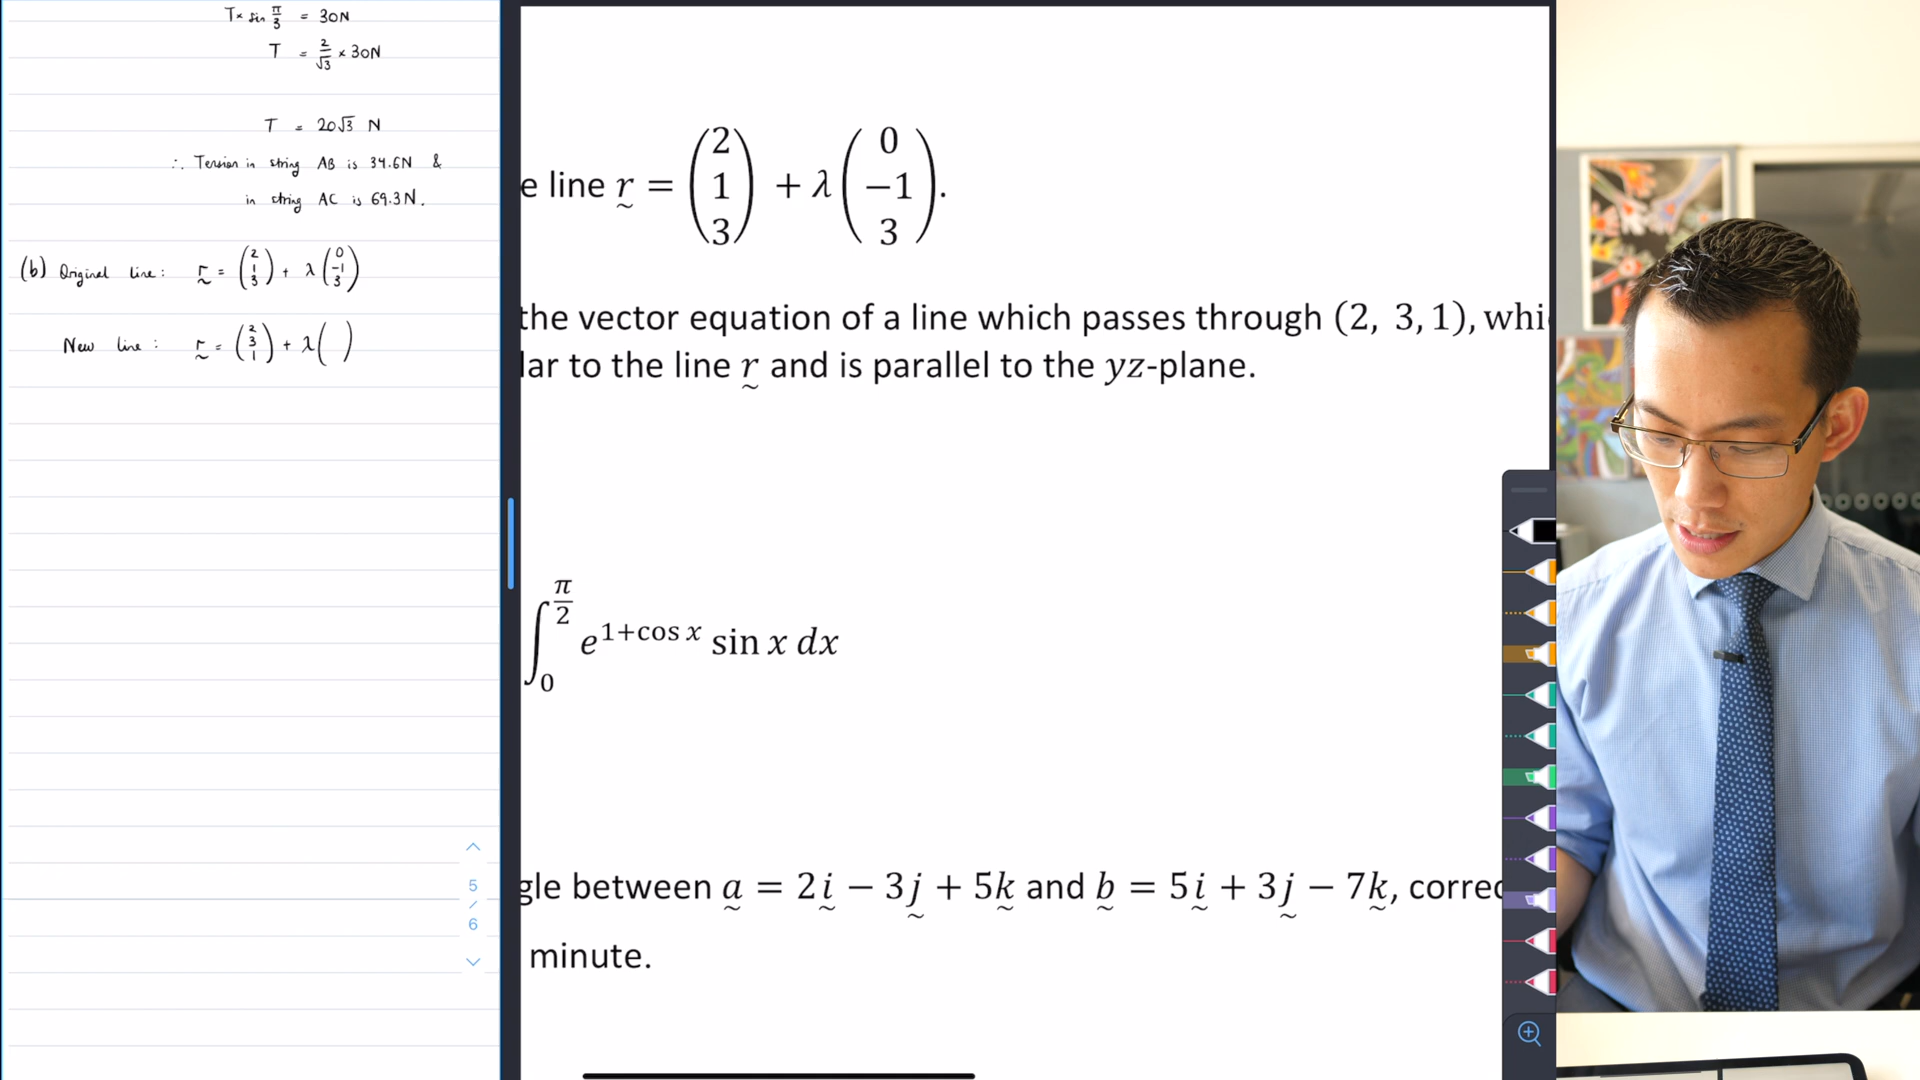 T × sin π/3 = 30N
T = 2/√3 × 30N
T = 20√3 N
∴ Tension in string AB is 34.6N &
in string AC is 69.3N.
(b) Original line: r = (2 1 3) + λ (0 -1 3)
New line: r = (2 3 1) + λ ( )
5
/
6
e line r = (2 1 3) + λ (0 −1 3).
the vector equation of a line which passes through (2, 3, 1), whi
lar to the line r and is parallel to the yz-plane.
∫₀^(π/2) e^(1+cos x) sin x dx
gle between a = 2i − 3j + 5k and b = 5i + 3j − 7k, correc
minute.